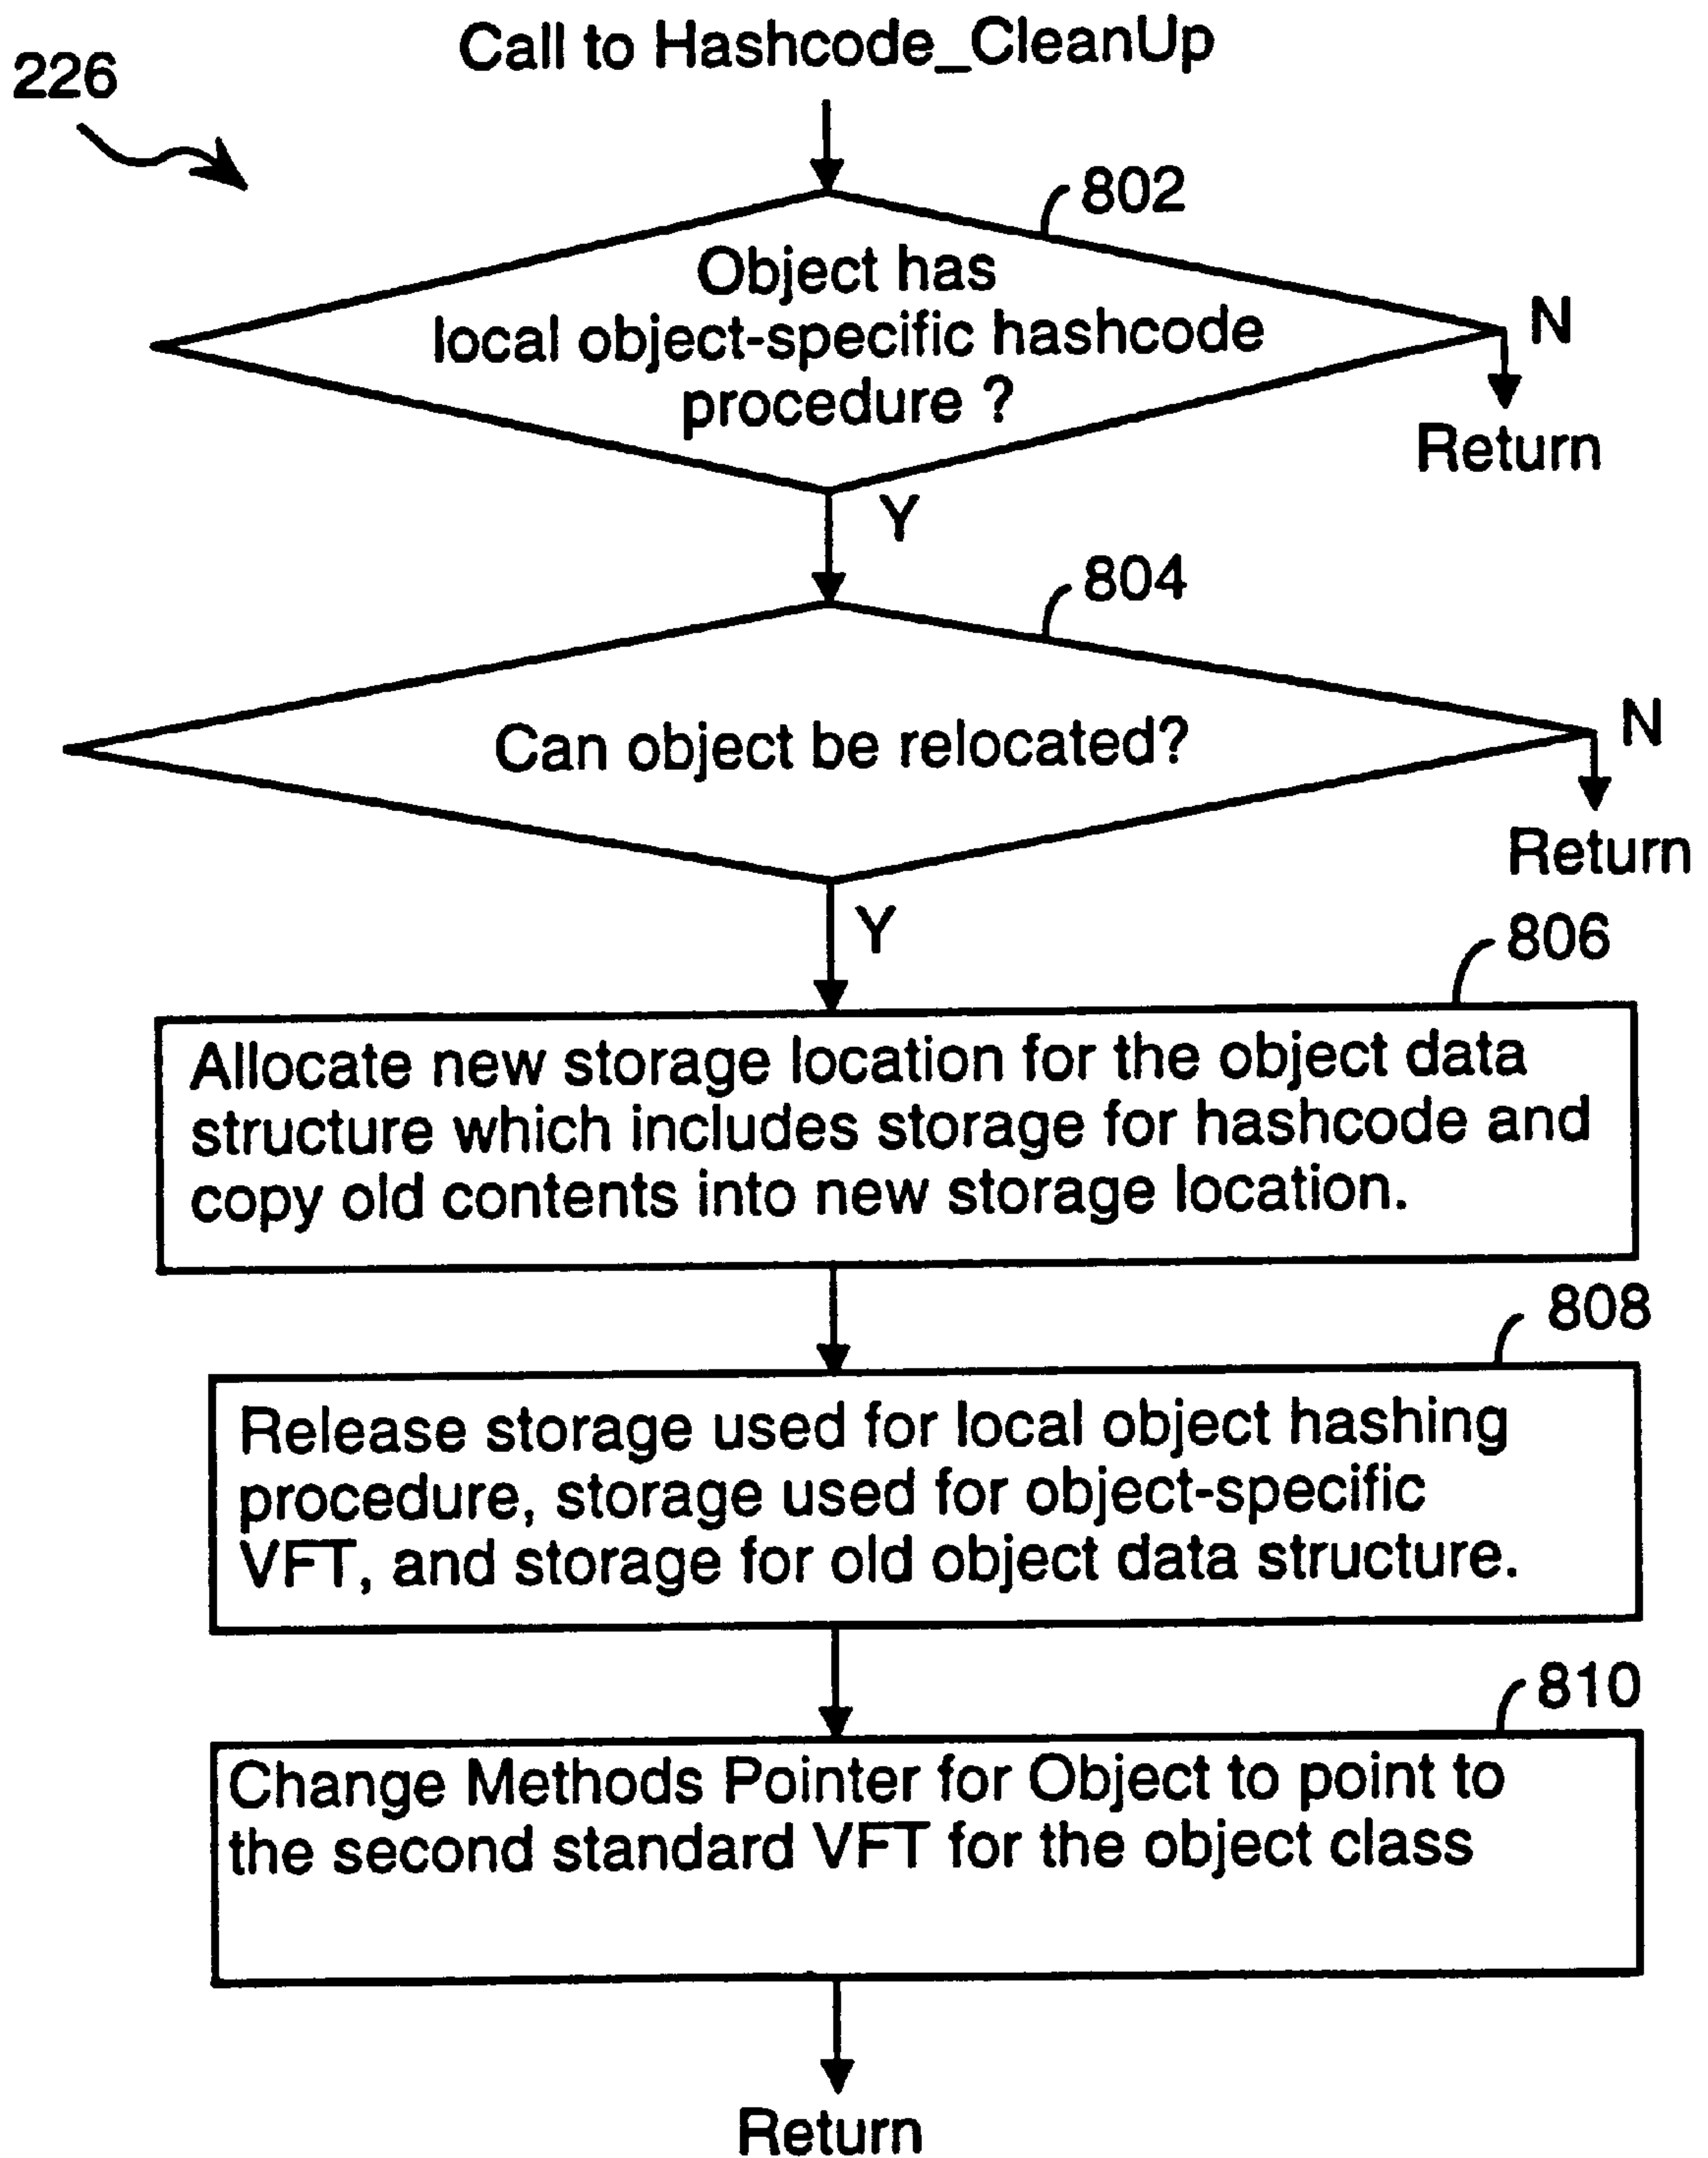 Call to Hashcode_CleanUp
226
802
Object has
local object-specific hashcode
procedure ?
N
Return
Y
804
Can object be relocated?
N
Return
Y
806
Allocate new storage location for the object data
structure which includes storage for hashcode and
copy old contents into new storage location.
808
Release storage used for local object hashing
procedure, storage used for object-specific
VFT, and storage for old object data structure.
810
Change Methods Pointer for Object to point to
the second standard VFT for the object class
Return